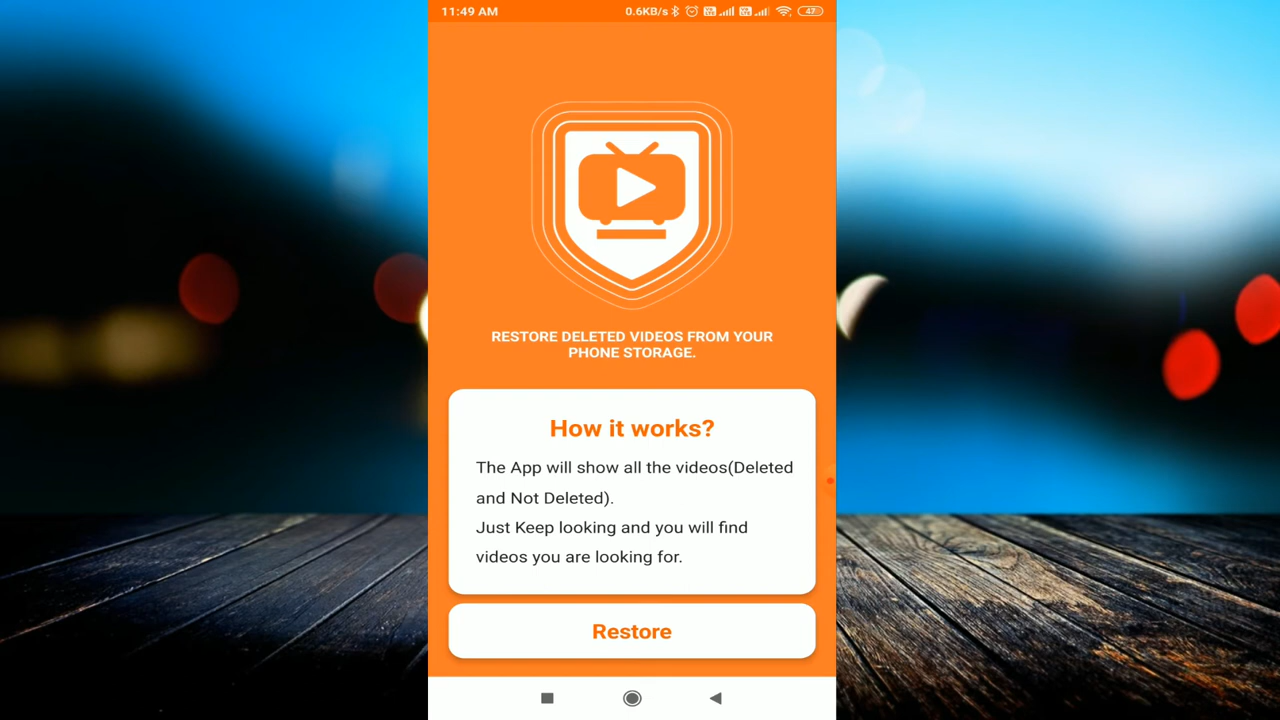 11:49 AM
0.6KB/s
47
RESTORE DELETED VIDEOS FROM YOUR
PHONE STORAGE.
How it works?
The App will show all the videos(Deleted
and Not Deleted).
Just Keep looking and you will find
videos you are looking for.
Restore